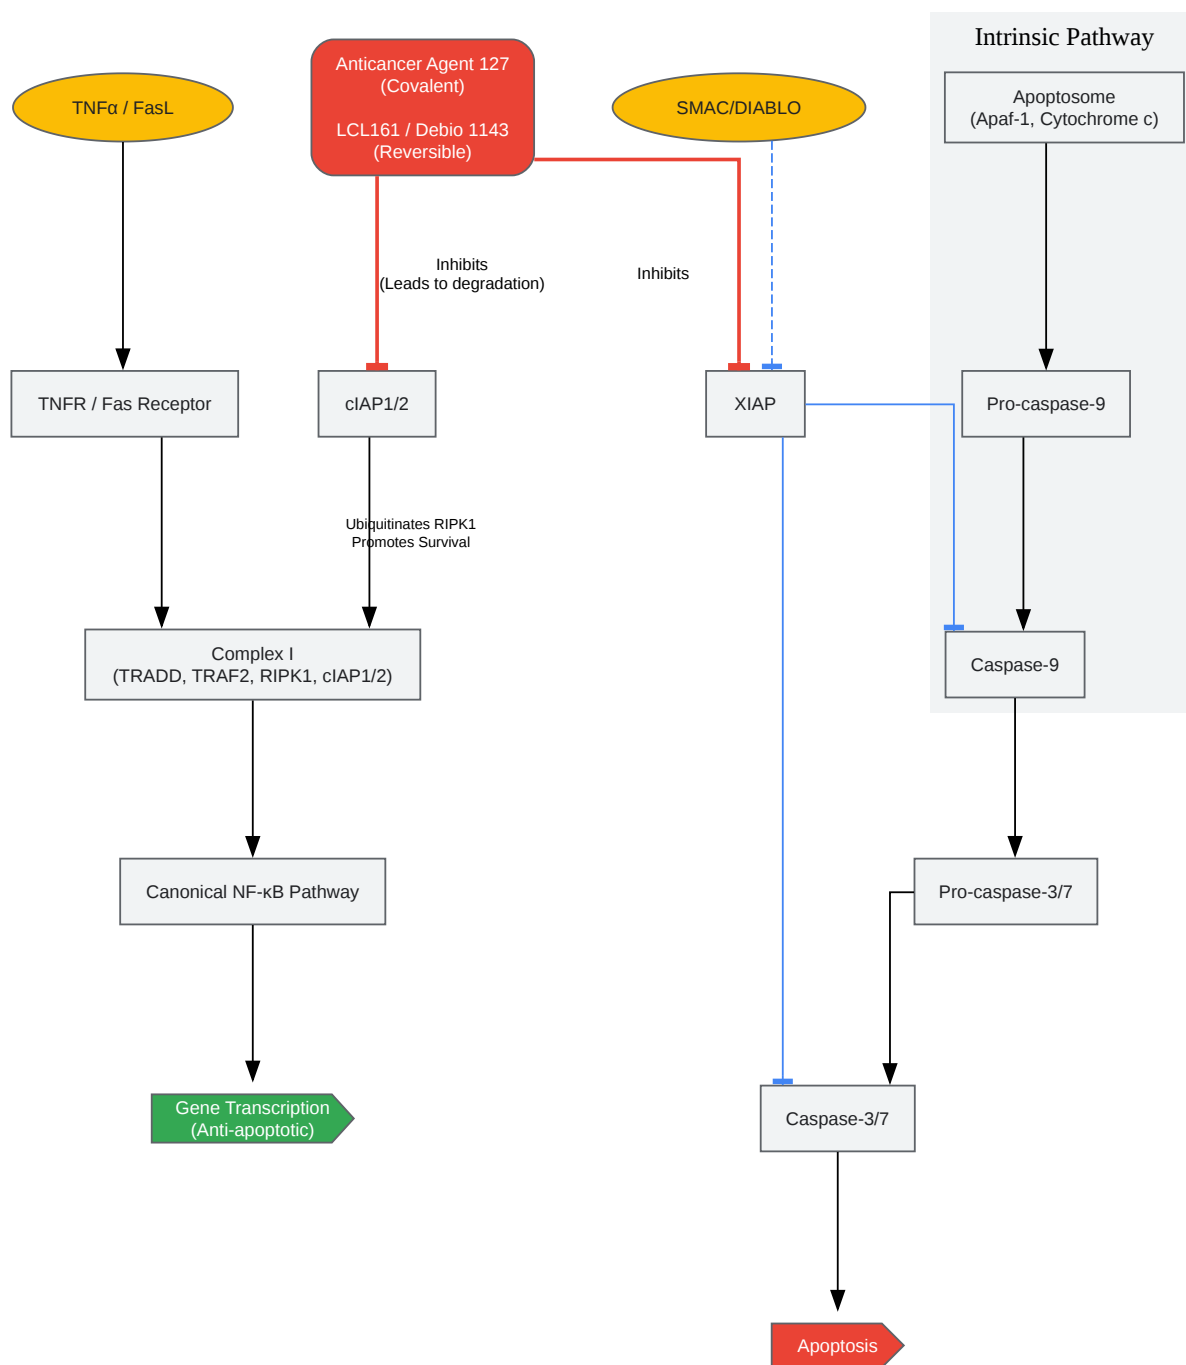 Intrinsic Pathway
TNFα / FasL
Anticancer Agent 127
(Covalent)
LCL161 / Debio 1143
(Reversible)
SMAC/DIABLO
Apoptosome
(Apaf-1, Cytochrome c)
Inhibits
(Leads to degradation)
Inhibits
TNFR / Fas Receptor
cIAP1/2
XIAP
Pro-caspase-9
Ubiquitinates RIPK1
Promotes Survival
Complex I
(TRADD, TRAF2, RIPK1, cIAP1/2)
Caspase-9
Canonical NF-κB Pathway
Pro-caspase-3/7
Gene Transcription
(Anti-apoptotic)
Caspase-3/7
Apoptosis